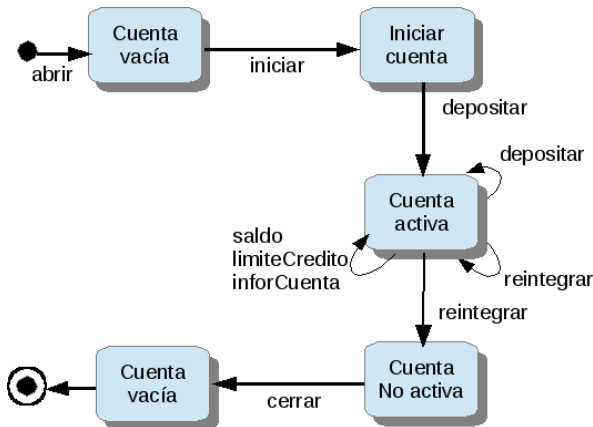 Cuenta
vacía
abrir
iniciar
Iniciar
cuenta
depositar
depositar
Cuenta
activa
saldo
limiteCredito
inforCuenta
reintegrar
reintegrar
Cuenta
No activa
cerrar
Cuenta
vacía